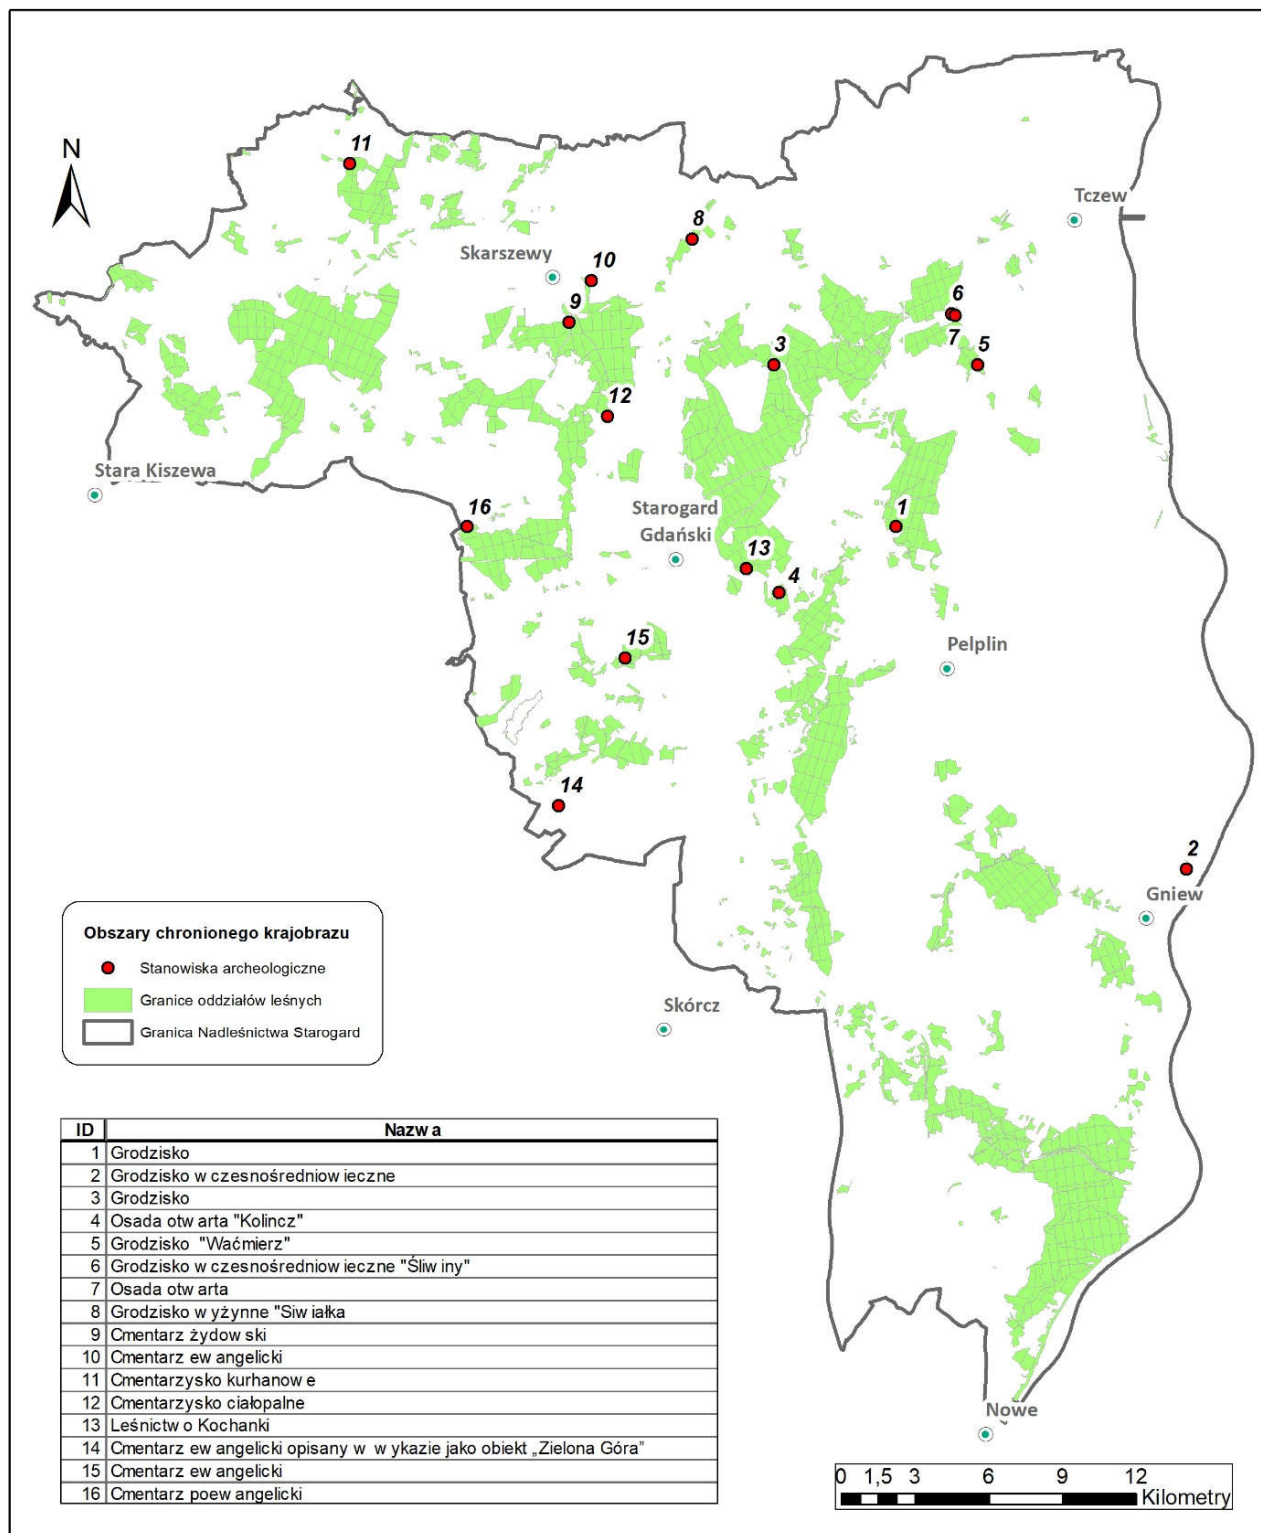 N
11
Tczew
8
Skarszewy
10
9
6
7
3
5
12
Stara Kiszewa
16
Starogard
Gdański
1
13
4
Pelplin
15
14
2
Gniew
Obszary chronionego krajobrazu
Stanowiska archeologiczne
Granice oddziałów leśnych
Granica Nadleśnictwa Starogard
Skórcz
ID Nazw a
1 Grodzisko
2 Grodzisko w czesnośredniow ieczne
3 Grodzisko
4 Osada otw arta "Kolincz"
5 Grodzisko "Waćmierz"
6 Grodzisko w czesnośredniow ieczne "Śliw iny"
7 Osada otw arta
8 Grodzisko w yżynne "Siw iałka
9 Cmentarz żydow ski
10 Cmentarz ew angelicki
11 Cmentarzysko kurhanow e
12 Cmentarzysko ciałopalne
13 Leśnictw o Kochanki
14 Cmentarz ew angelicki opisany w w ykazie jako obiekt „Zielona Góra”
15 Cmentarz ew angelicki
16 Cmentarz poew angelicki
Nowe
0 1,5 3 6 9 12
Kilometry